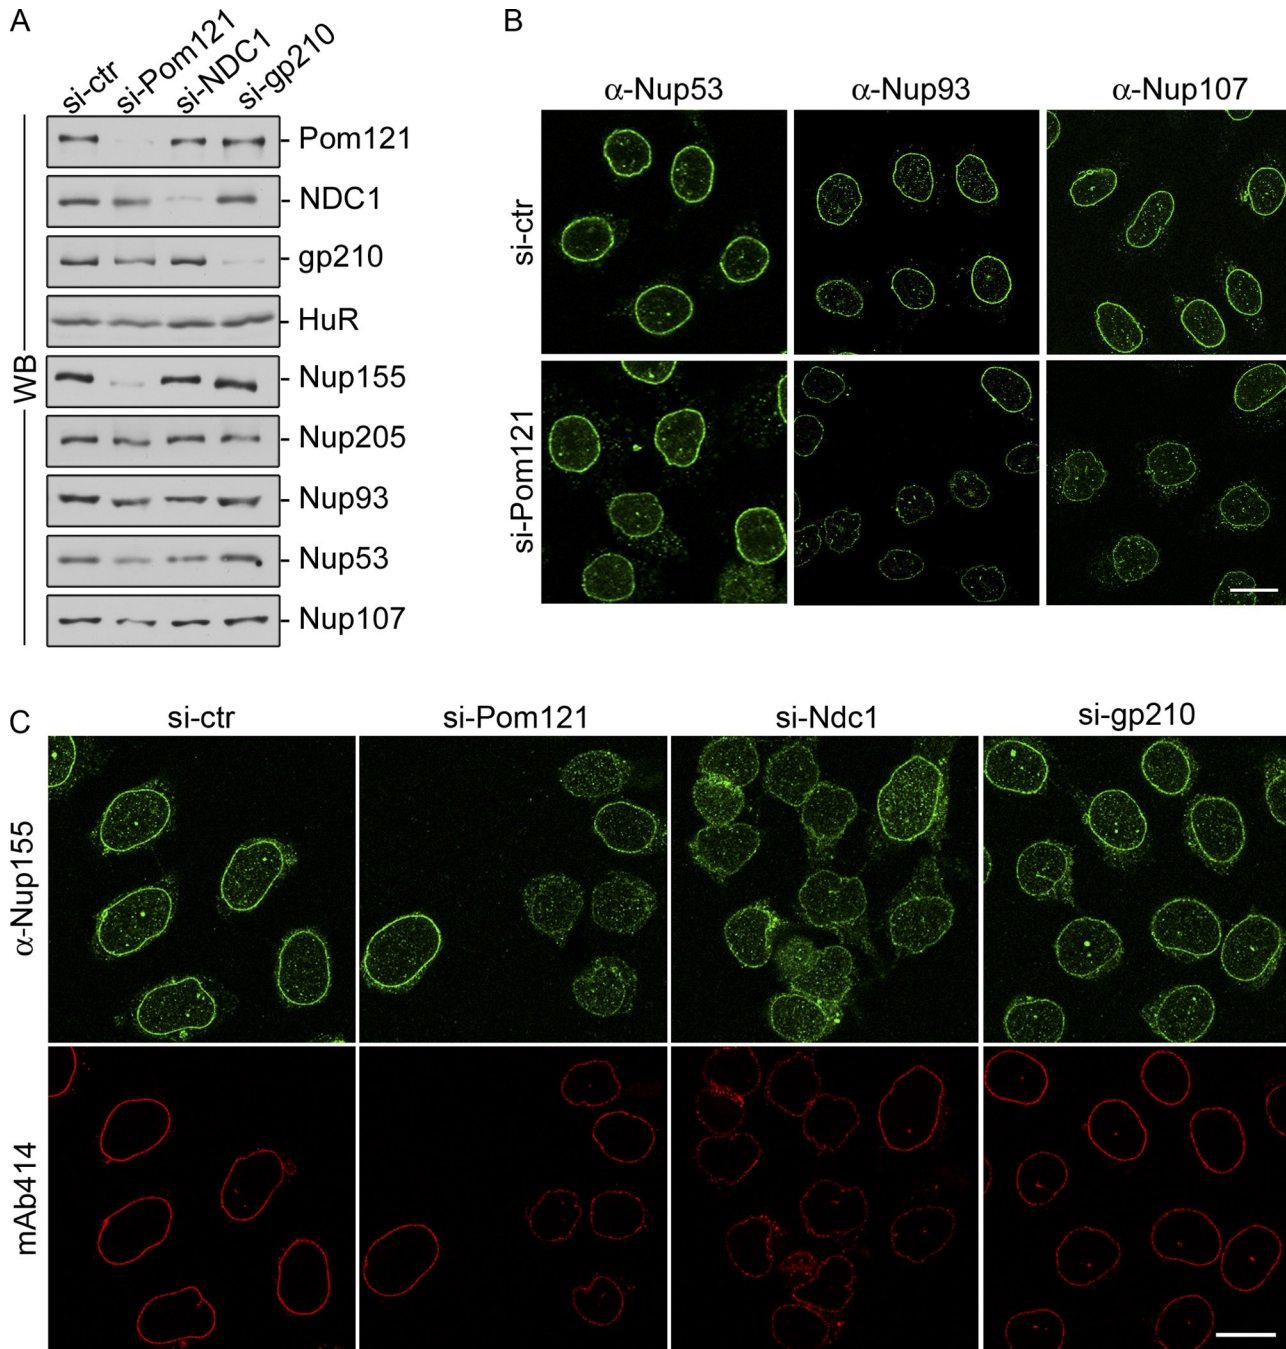 A
si-ctr
si-Pom121
si-NDC1
si-gp210
WB
Pom121
NDC1
gp210
HuR
Nup155
Nup205
Nup93
Nup53
Nup107
B
α-Nup53
α-Nup93
α-Nup107
si-ctr
si-Pom121
C
si-ctr
si-Pom121
si-Ndc1
si-gp210
α-Nup155
mAb414